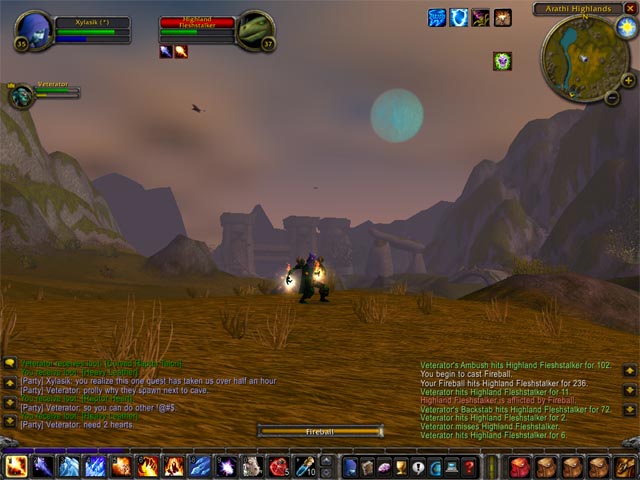 Xylasik (*)
35
Highland
Fleshstalker
37
Arathi Highlands
N
Veterator
[Party] Xylasik: you realize this one quest has taken us over half an hour
[Party] Veterator: prolly why they spawn next to cave.
[Party] Veterator: so you can do other !@#$.
[Party] Veterator: need 2 hearts.
Veterator's Ambush hits Highland Fleshstalker for 102.
You begin to cast Fireball.
Your Fireball hits Highland Fleshstalker for 236.
Veterator hits Highland Fleshstalker for 11.
Highland Fleshstalker is afflicted by Fireball.
Veterator's Backstab hits Highland Fleshstalker for 72.
Veterator hits Highland Fleshstalker for 2.
Veterator misses Highland Fleshstalker.
Veterator hits Highland Fleshstalker for 6.
Fireball
5
10